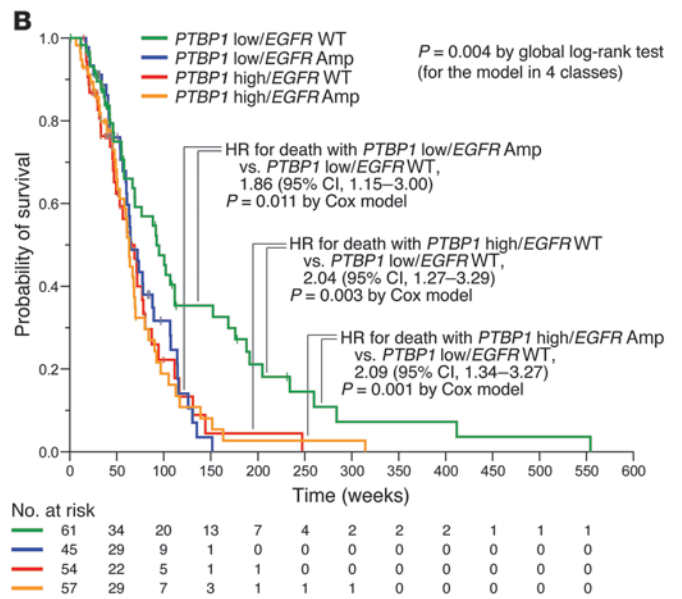 B
PTBP1 low/EGFR WT
PTBP1 low/EGFR Amp
PTBP1 high/EGFR WT
PTBP1 high/EGFR Amp
P = 0.004 by global log-rank test
(for the model in 4 classes)
HR for death with PTBP1 low/EGFR Amp
vs. PTBP1 low/EGFR WT,
1.86 (95% CI, 1.15–3.00)
P = 0.011 by Cox model
HR for death with PTBP1 high/EGFR WT
vs. PTBP1 low/EGFR WT,
2.04 (95% CI, 1.27–3.29)
P = 0.003 by Cox model
HR for death with PTBP1 high/EGFR Amp
vs. PTBP1 low/EGFR WT,
2.09 (95% CI, 1.34–3.27)
P = 0.001 by Cox model
Probability of survival
1.0
0.8
0.6
0.4
0.2
0.0
0 50 100 150 200 250 300 350 400 450 500 550 600
Time (weeks)
No. at risk
61 34 20 13 7 4 2 2 2 1 1 1
45 29 9 1 0 0 0 0 0 0 0 0
54 22 5 1 1 0 0 0 0 0 0 0
57 29 7 3 1 1 1 0 0 0 0 0